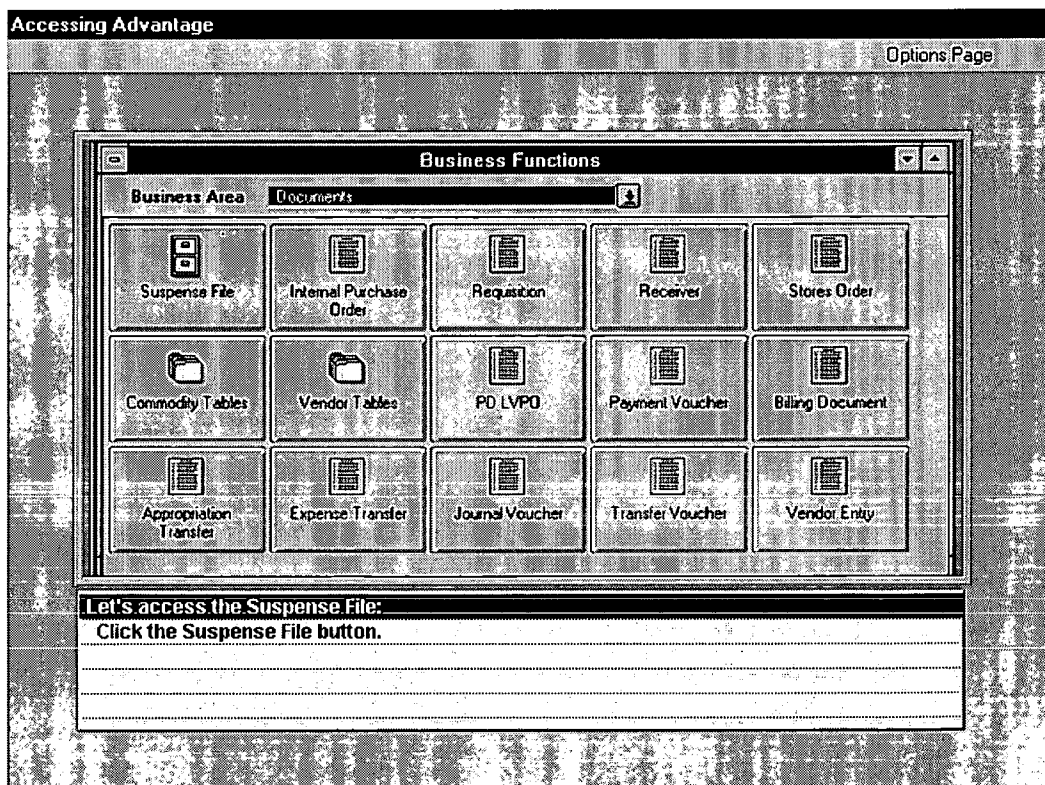 Accessing Advantage
Options Page
Business Functions
Business Area Documents
Suspense File
Internal Purchase
Order
Requisition
Receiver
Stores Order
Commodity Tables
Vendor Tables
PD LVPO
Payment Voucher
Billing Document
Appropriation
Transfer
Expense Transfer
Journal Voucher
Transfer Voucher
Vendor Entry
Let's access the Suspense File:
Click the Suspense File button.